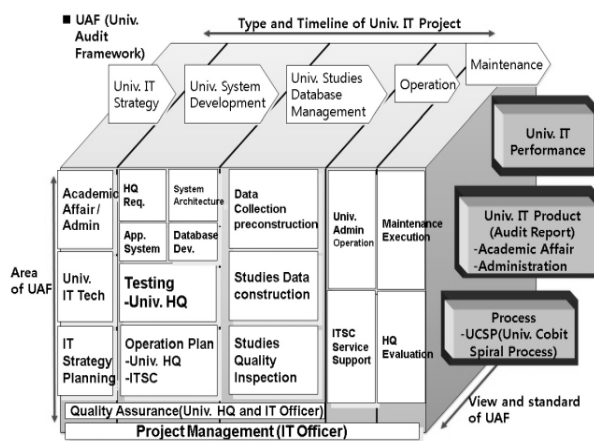 ■ UAF (Univ.
Audit
Framework)
Type and Timeline of Univ. IT Project
Univ. IT
Strategy
Univ. System
Development
Univ. Studies
Database
Management
Operation
Maintenance
Univ. IT
Performance
Univ. IT Product
(Audit Report)
-Academic Affair
-Administration
Process
-UCSP(Univ. Cobit
Spiral Process)
View and standard
of UAF
Area
of UAF
Academic
Affair/
Admin
Univ.
IT Tech
IT
Strategy
Planning
HQ
Req.
System
Architecture
App.
System
Database
Dev.
Testing
-Univ. HQ
Operation Plan
-Univ. HQ
-ITSC
Data
Collection
preconstruction
Studies Data
construction
Studies
Quality
Inspection
Univ.
Admin
Operation
ITSC
Service
Support
Maintenance
Execution
HQ
Evaluation
Quality Assurance(Univ. HQ and IT Officer)
Project Management (IT Officer)